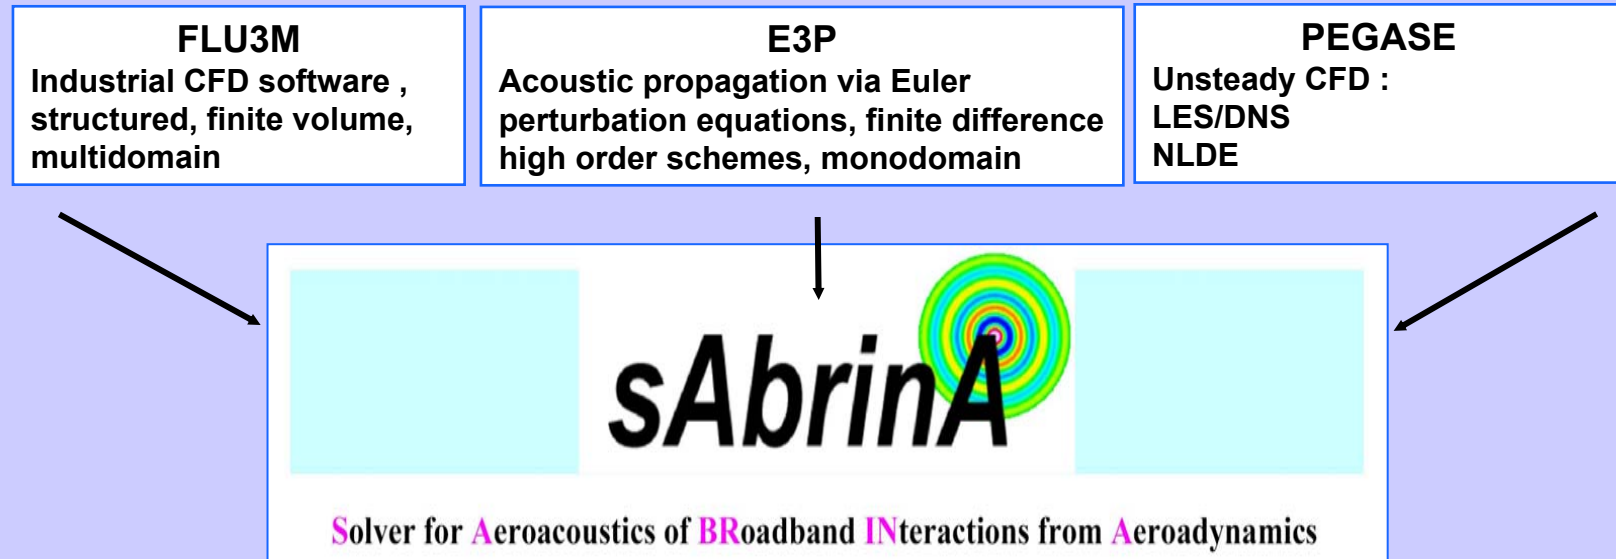 FLU3M
Industrial CFD software ,
structured, finite volume,
multidomain
E3P
Acoustic propagation via Euler
perturbation equations, finite difference
high order schemes, monodomain
PEGASE
Unsteady CFD :
LES/DNS
NLDE
sAbrinA
Solver for Aeroacoustics of BRoadband INteractions from Aeroadynamics